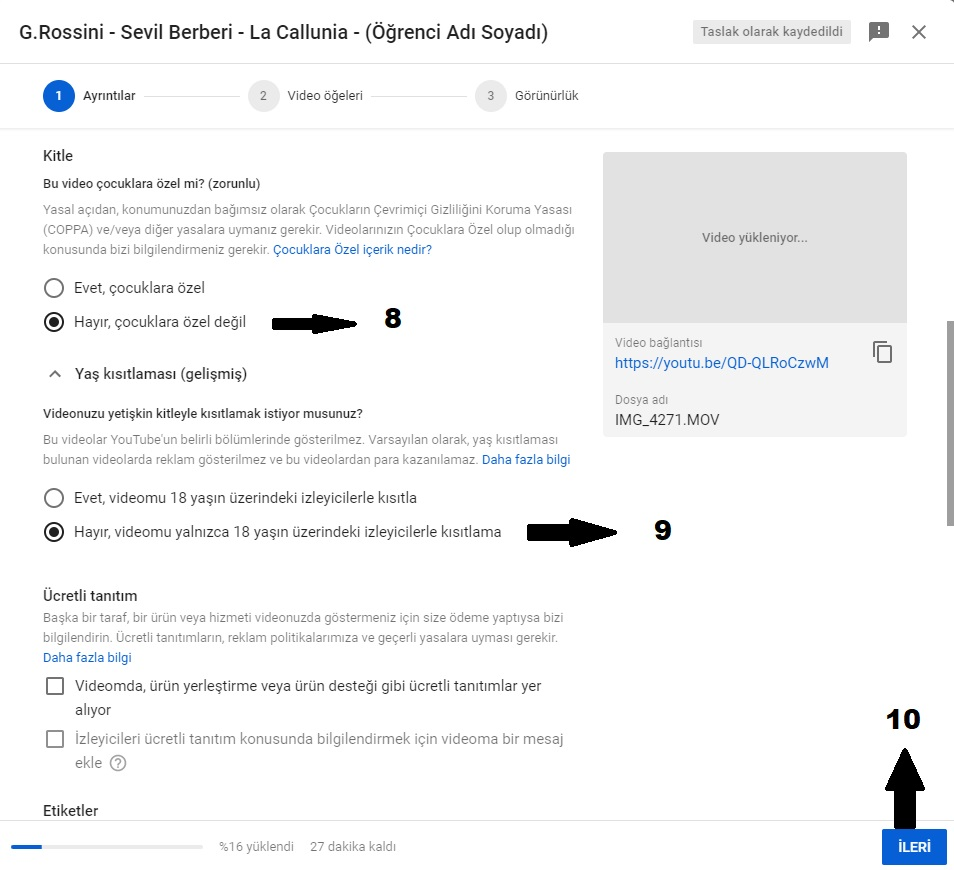 G.Rossini - Sevil Berberi - La Callunia - (Öğrenci Adı Soyadı)
Taslak olarak kaydedildi
1 Ayrıntılar
2 Video öğeleri
3 Görünürlük
Kitle
Bu video çocuklara özel mi? (zorunlu)
Yasal açıdan, konumunuzdan bağımsız olarak Çocukların Çevrimiçi Gizliliğini Koruma Yasası
(COPPA) ve/veya diğer yasalara uymanız gerekir. Videolarınızın Çocuklara Özel olup olmadığı
konusunda bizi bilgilendirmeniz gerekir. Çocuklara Özel içerik nedir?
Evet, çocuklara özel
Hayır, çocuklara özel değil
8
Yaş kısıtlaması (gelişmiş)
Videonuzu yetişkin kitleyle kısıtlamak istiyor musunuz?
Bu videolar YouTube'un belirli bölümlerinde gösterilmez. Varsayılan olarak, yaş kısıtlaması
bulunan videolarda reklam gösterilmez ve bu videolardan para kazanılamaz. Daha fazla bilgi
Evet, videomu 18 yaşın üzerindeki izleyicilerle kısıtla
Hayır, videomu yalnızca 18 yaşın üzerindeki izleyicilerle kısıtlama
9
Ücretli tanıtım
Başka bir taraf, bir ürün veya hizmeti videonuzda göstermeniz için size ödeme yaptıysa bizi
bilgilendirin. Ücretli tanıtımların, reklam politikalarımıza ve geçerli yasalara uyması gerekir.
Daha fazla bilgi
Videomda, ürün yerleştirme veya ürün desteği gibi ücretli tanıtımlar yer
alıyor
İzleyicileri ücretli tanıtım konusunda bilgilendirmek için videoma bir mesaj
ekle ?
Etiketler
Video yükleniyor...
Video bağlantısı
https://youtu.be/QD-QLRoCzwM
Dosya adı
IMG_4271.MOV
10
%16 yüklendi
27 dakika kaldı
İLERİ